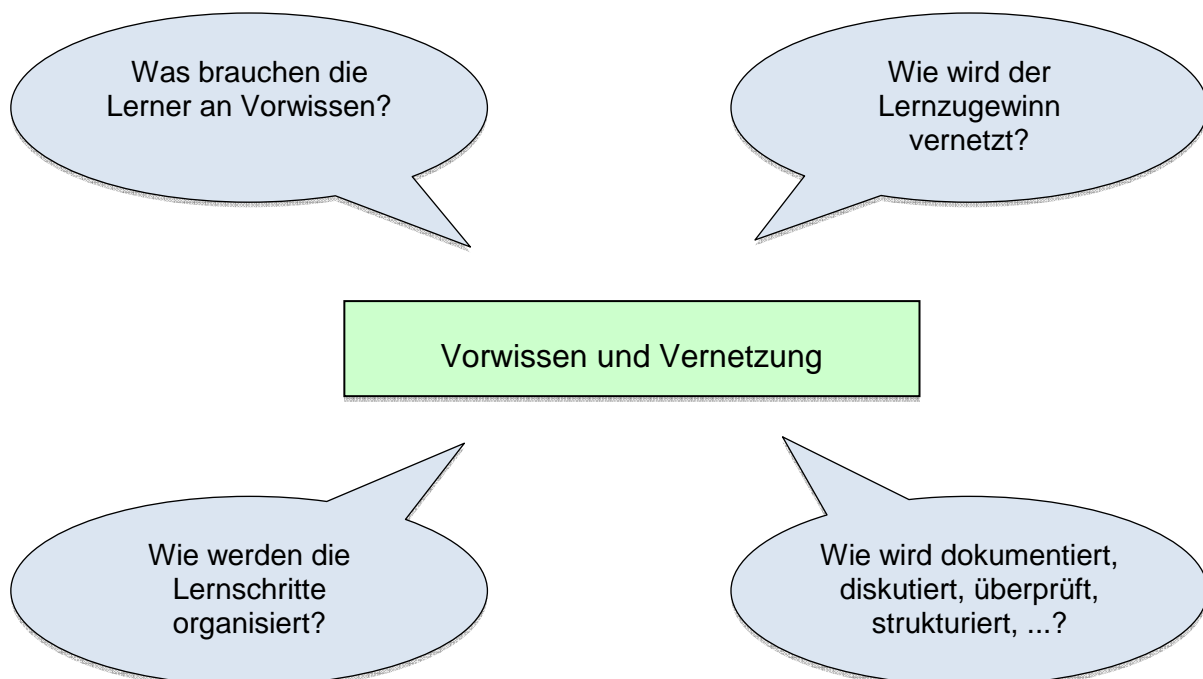 Was brauchen die
Lerner an Vorwissen?
Wie wird der
Lernzugewinn
vernetzt?
Vorwissen und Vernetzung
Wie werden die
Lernschritte
organisiert?
Wie wird dokumentiert,
diskutiert, überprüft,
strukturiert, ...?